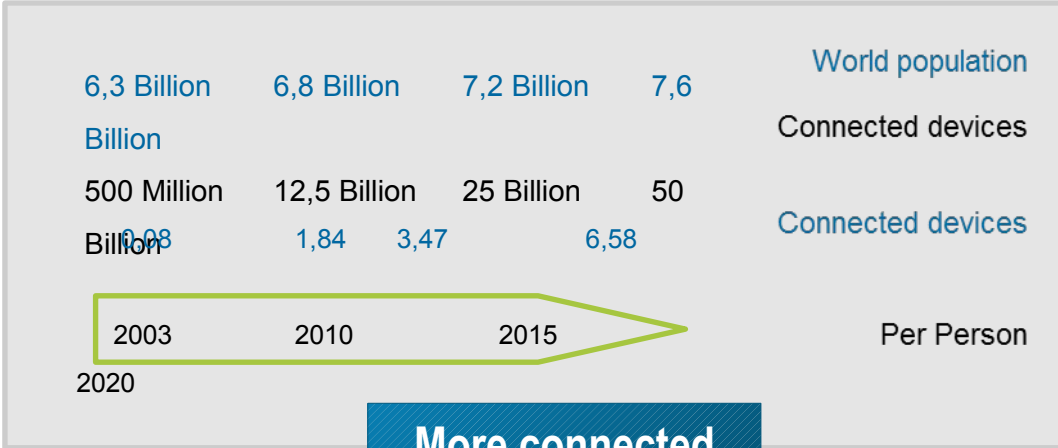 World population
6,3 Billion 6,8 Billion 7,2 Billion 7,6
Billion
Connected devices
500 Million 12,5 Billion 25 Billion 50
Billion
0,08 1,84 3,47 6,58
Connected devices
2003 2010 2015
Per Person
2020
More connected